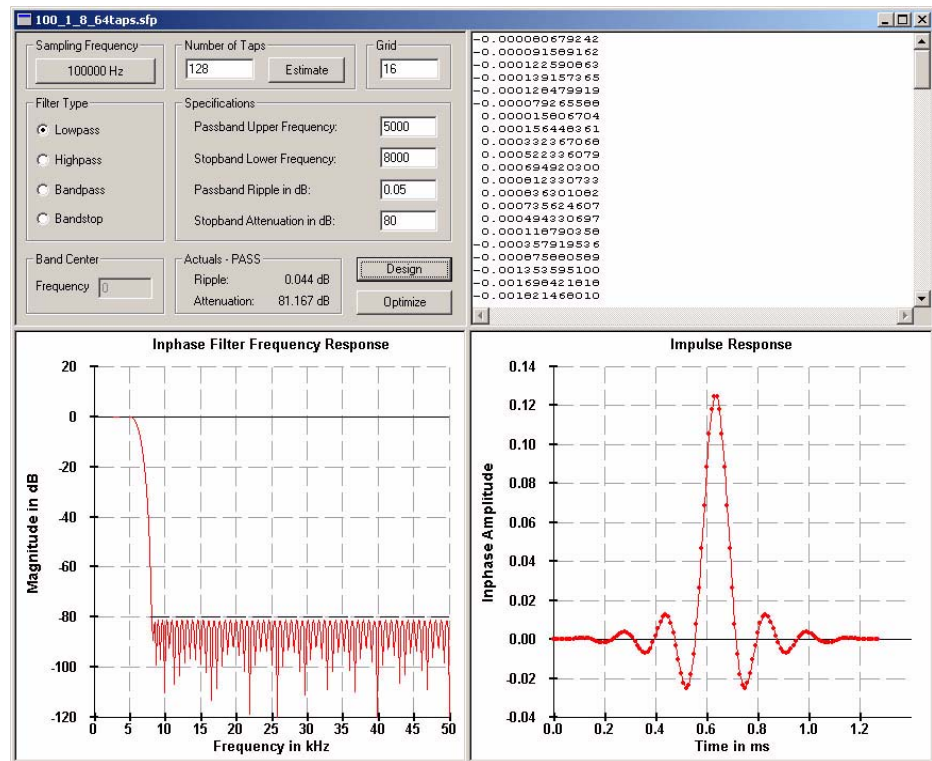 100_1_8_64taps.sfp
Sampling Frequency
100000 Hz
Number of Taps
128
Estimate
Grid
16
Filter Type
Lowpass
Highpass
Bandpass
Bandstop
Specifications
Passband Upper Frequency: 5000
Stopband Lower Frequency: 8000
Passband Ripple in dB: 0.05
Stopband Attenuation in dB: 80
Band Center
Frequency 0
Actuals - PASS
Ripple: 0.044 dB
Attenuation: 81.167 dB
Design
Optimize
-0.000080679242
-0.000091589162
-0.000122590863
-0.000139157365
-0.000128479919
-0.000079265588
0.000015806704
0.000156448361
0.000332367068
0.000522336079
0.000694920300
0.000812330733
0.000836301082
0.000735624607
0.000494330697
0.000118790358
-0.000357919536
-0.000875880589
-0.001353595100
-0.001698421818
-0.001821468010
Inphase Filter Frequency Response
Magnitude in dB
20
0
-20
-40
-60
-80
-100
-120
0 5 10 15 20 25 30 35 40 45 50
Frequency in kHz
Impulse Response
Inphase Amplitude
0.14
0.12
0.10
0.08
0.06
0.04
0.02
0.00
-0.02
-0.04
0.0 0.2 0.4 0.6 0.8 1.0 1.2
Time in ms